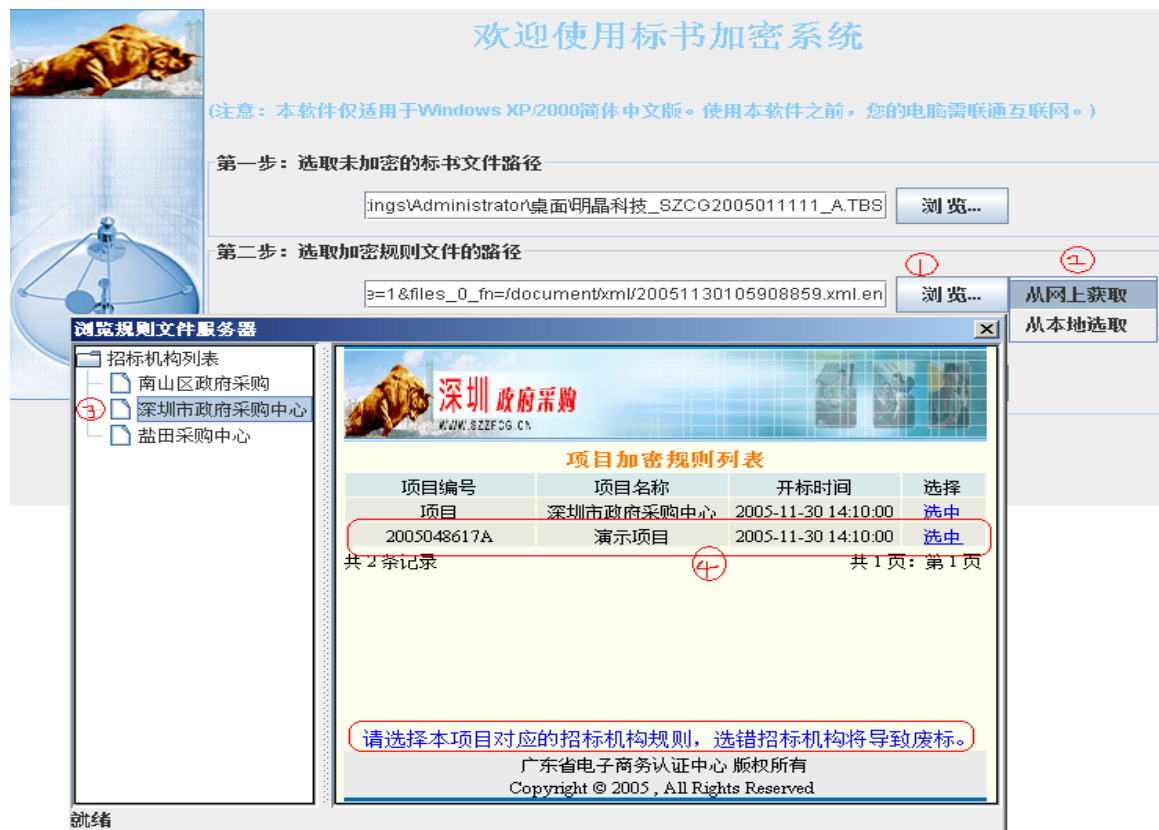 欢迎使用标书加密系统
(注意：本软件仅适用于Windows XP/2000简体中文版。使用本软件之前，您的电脑需联通互联网。)
第一步：选取未加密的标书文件路径
:ings\Administrator\桌面\明晶科技_SZCG2005011111_A.TBS
浏 览...
第二步：选取加密规则文件的路径
①
②
e=1&files_0_fn=/document/xml/20051130105908859.xml.en
浏 览...
从网上获取
从本地选取
浏览规则文件服务器
招标机构列表
南山区政府采购
③ 深圳市政府采购中心
盐田采购中心
深圳 政府采购
WWW.SZZFCG.CN
项目加密规则列表
项目编号 项目名称 开标时间 选择
项目 深圳市政府采购中心 2005-11-30 14:10:00 选中
2005048617A 演示项目 2005-11-30 14:10:00 选中
共 2 条记录 ④ 共 1 页：第 1 页
请选择本项目对应的招标机构规则，选错招标机构将导致废标。
广东省电子商务认证中心 版权所有
Copyright © 2005 , All Rights Reserved
就绪